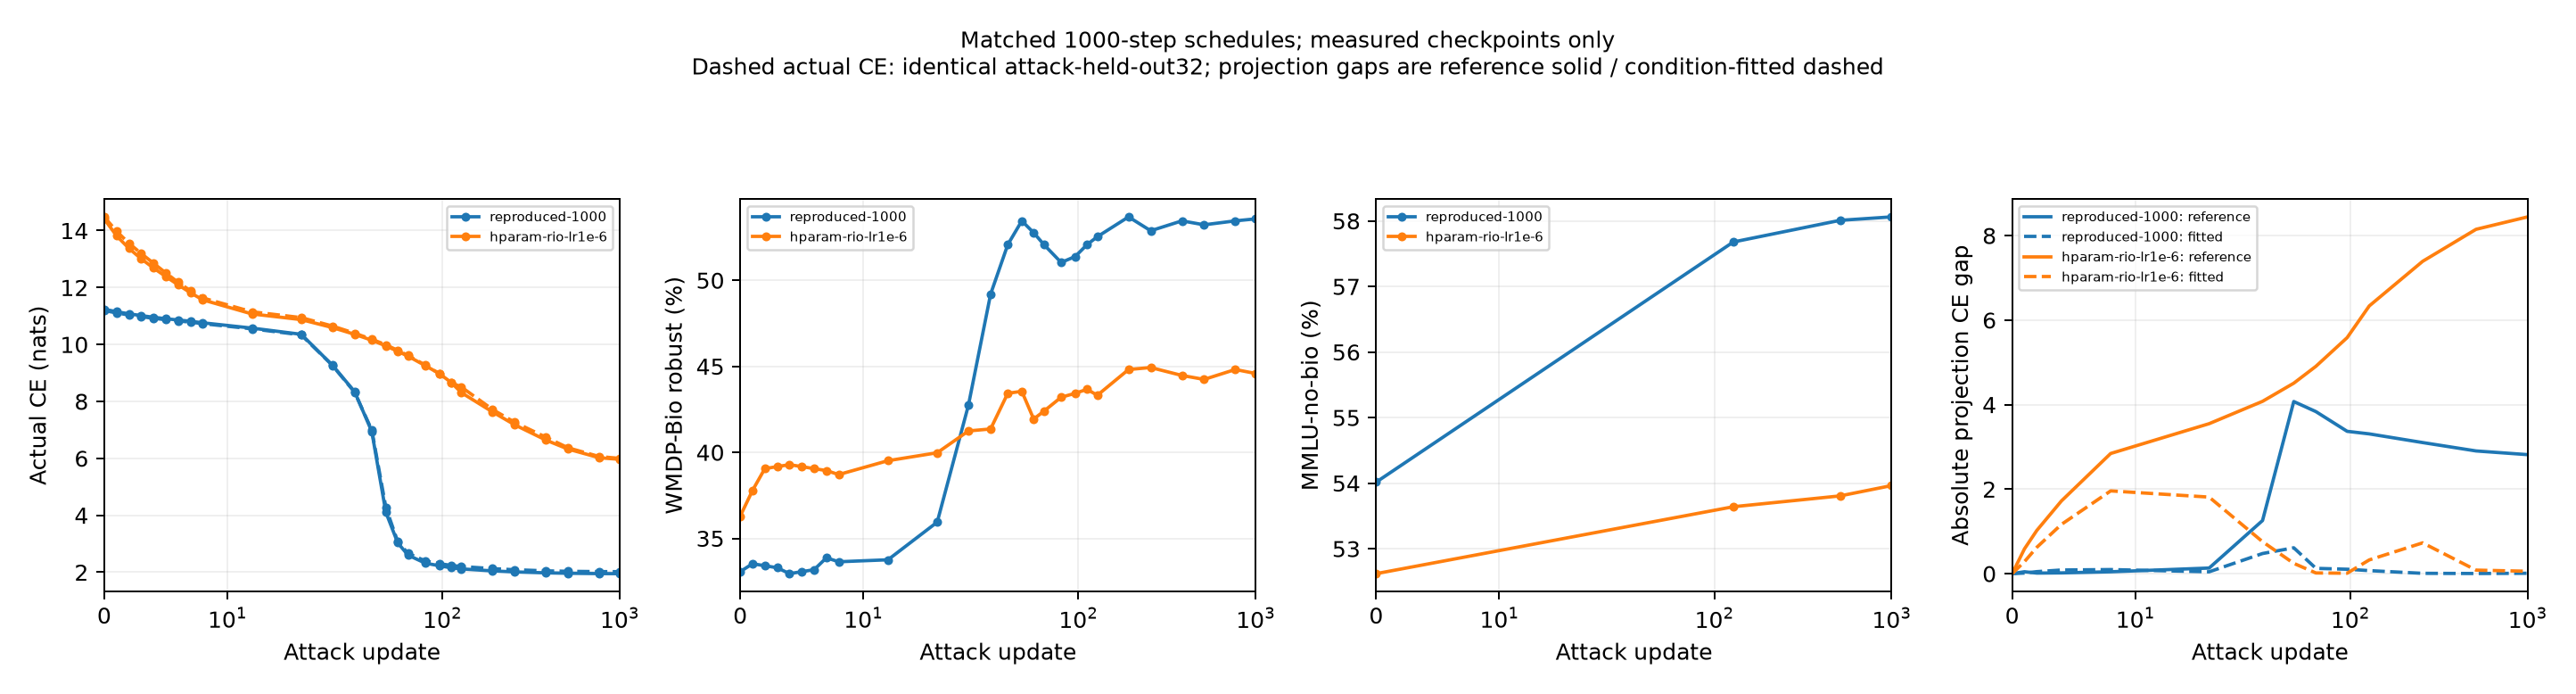 Matched 1000-step schedules; measured checkpoints only
Dashed actual CE: identical attack-held-out32; projection gaps are reference solid / condition-fitted dashed
Actual CE (nats)
14
12
10
8
6
4
2
reproduced-1000
hparam-rio-lr1e-6
0
10¹
10²
10³
Attack update
WMDP-Bio robust (%)
50
45
40
35
reproduced-1000
hparam-rio-lr1e-6
0
10¹
10²
10³
Attack update
MMLU-no-bio (%)
58
57
56
55
54
53
reproduced-1000
hparam-rio-lr1e-6
0
10¹
10²
10³
Attack update
Absolute projection CE gap
8
6
4
2
0
reproduced-1000: reference
reproduced-1000: fitted
hparam-rio-lr1e-6: reference
hparam-rio-lr1e-6: fitted
0
10¹
10²
10³
Attack update